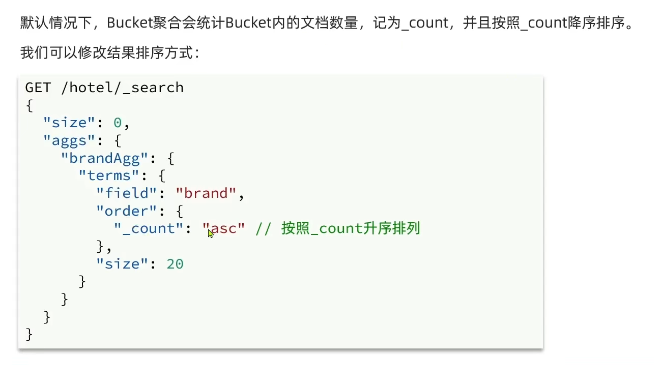 默认情况下，Bucket聚合会统计Bucket内的文档数量，记为_count，并且按照_count降序排序。
我们可以修改结果排序方式：
GET /hotel/_search
{
  "size": 0,
  "aggs": {
    "brandAgg": {
      "terms": {
        "field": "brand",
        "order": {
          "_count": "asc" // 按照_count升序排列
        },
        "size": 20
      }
    }
  }
}